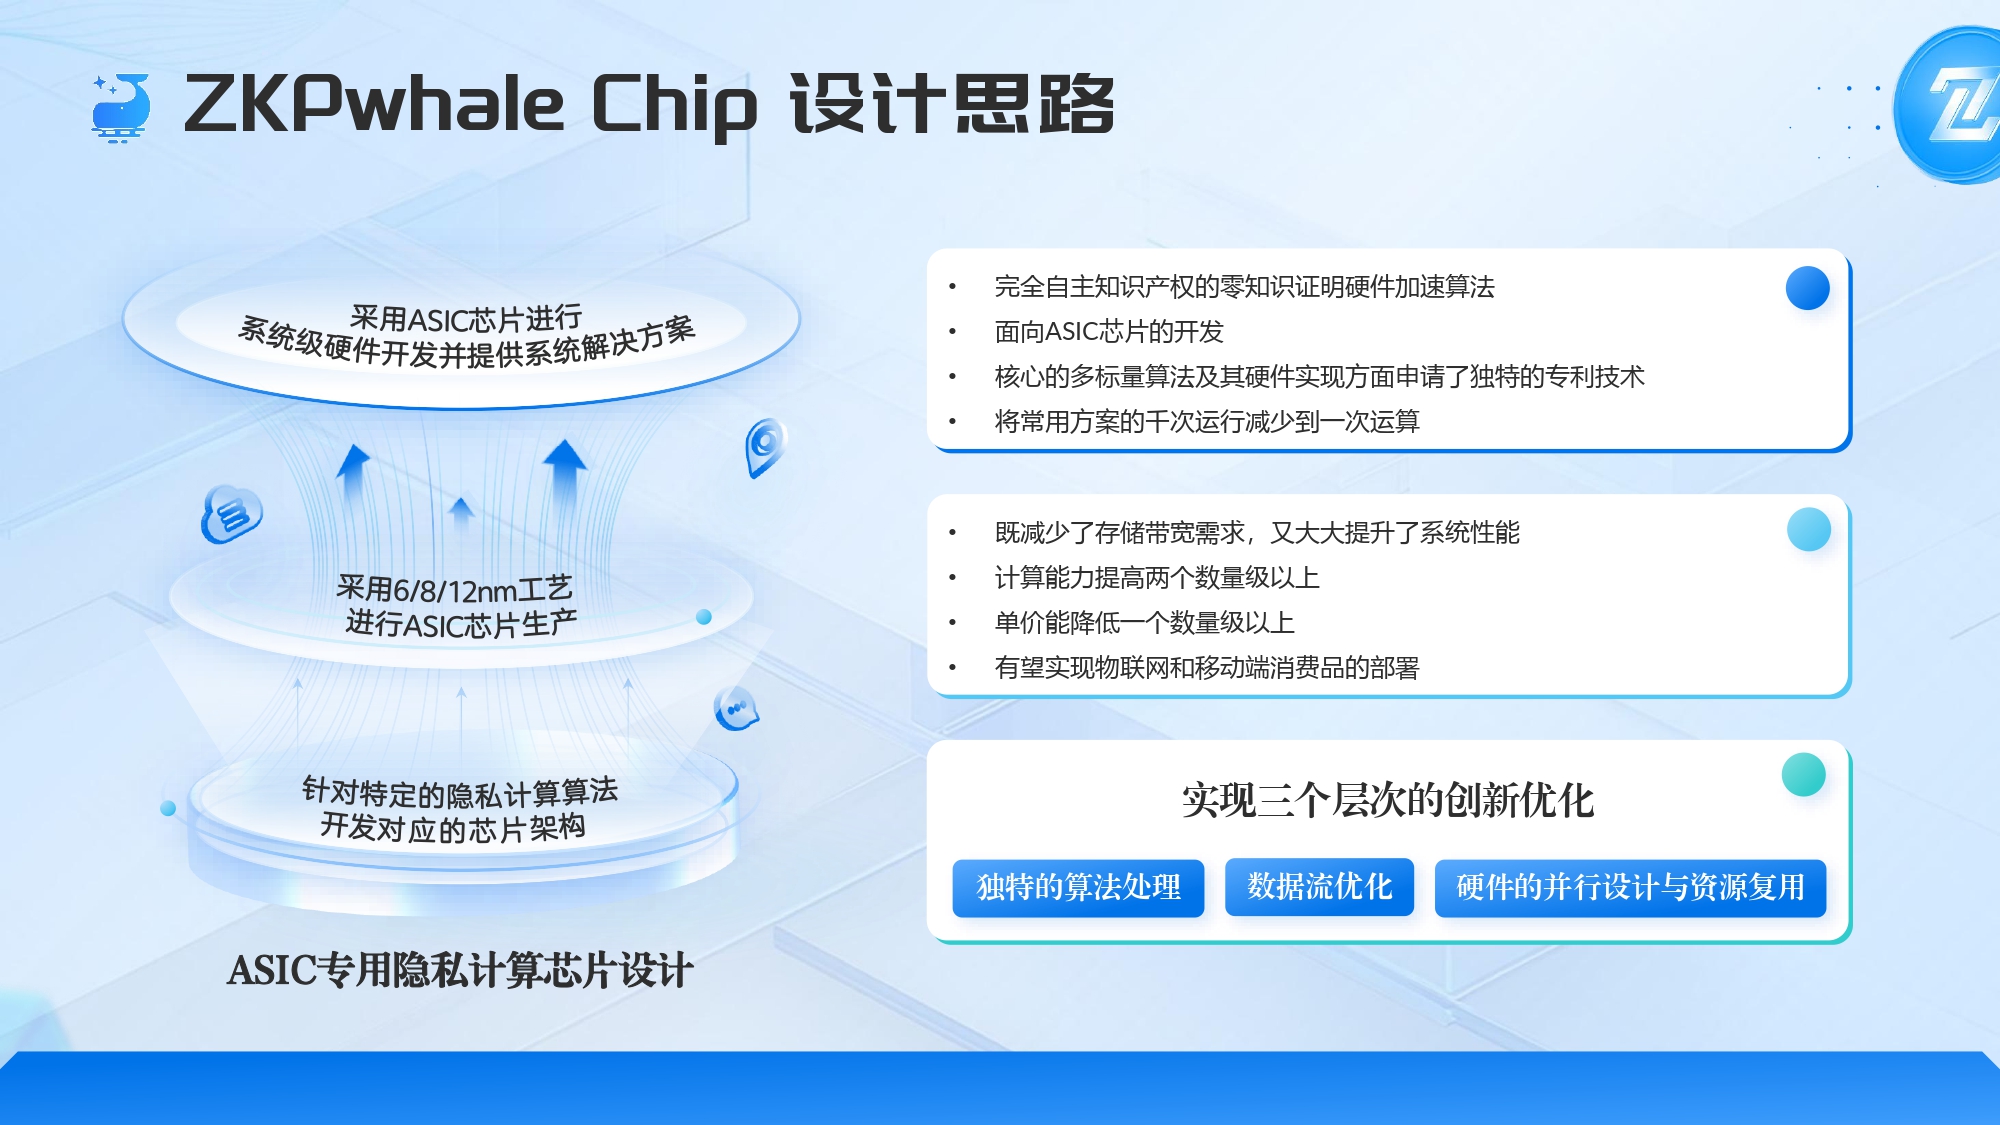 ZKPwhale Chip 设计思路
采用ASIC芯片进行
系统级硬件开发并提供系统解决方案
采用6/8/12nm工艺
进行ASIC芯片生产
针对特定的隐私计算算法
开发对应的芯片架构
ASIC专用隐私计算芯片设计
• 完全自主知识产权的零知识证明硬件加速算法
• 面向ASIC芯片的开发
• 核心的多标量算法及其硬件实现方面申请了独特的专利技术
• 将常用方案的千次运行减少到一次运算
• 既减少了存储带宽需求，又大大提升了系统性能
• 计算能力提高两个数量级以上
• 单价能降低一个数量级以上
• 有望实现物联网和移动端消费品的部署
实现三个层次的创新优化
独特的算法处理
数据流优化
硬件的并行设计与资源复用